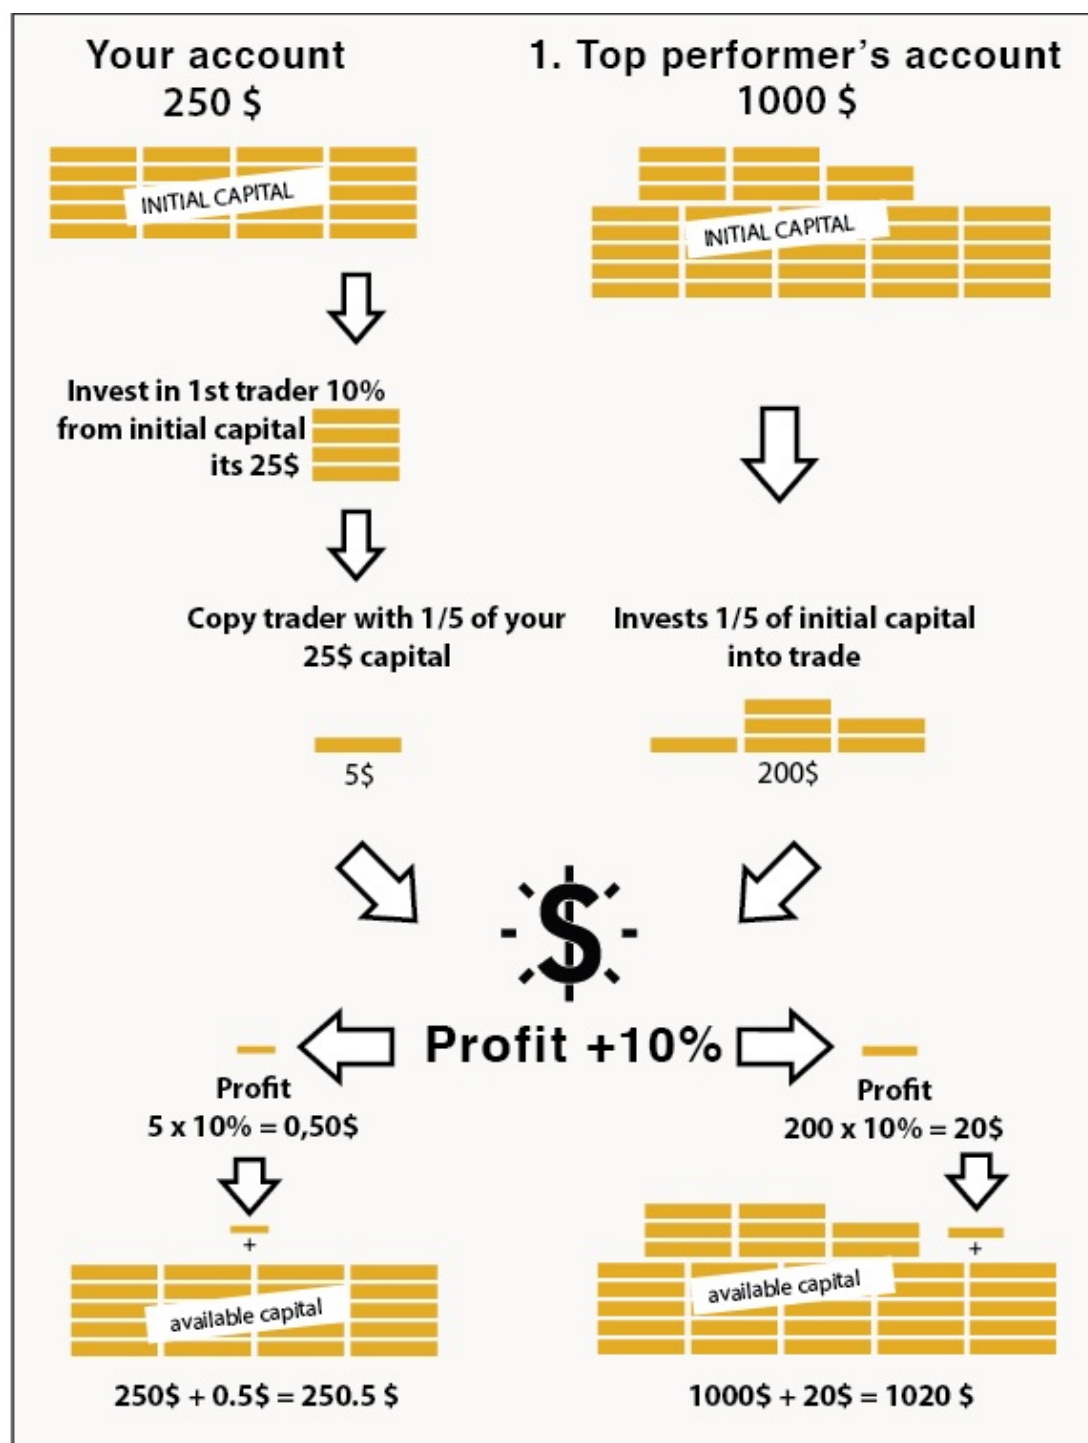 Your account
250 $
INITIAL CAPITAL
Invest in 1st trader 10%
from initial capital
its 25$
Copy trader with 1/5 of your
25$ capital
5$
1. Top performer's account
1000 $
INITIAL CAPITAL
Invests 1/5 of initial capital
into trade
200$
$
Profit +10%
Profit
5 x 10% = 0,50$
+
available capital
250$ + 0.5$ = 250.5 $
Profit
200 x 10% = 20$
+
available capital
1000$ + 20$ = 1020 $